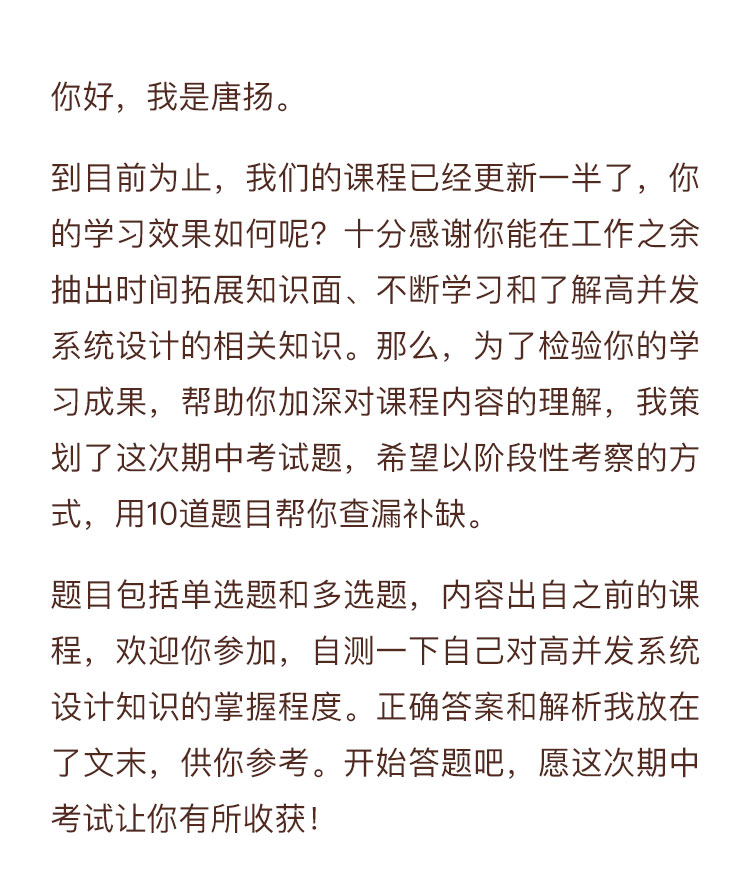 你好，我是唐扬。
到目前为止，我们的课程已经更新一半了，你
的学习效果如何呢？十分感谢你能在工作之余
抽出时间拓展知识面、不断学习和了解高并发
系统设计的相关知识。那么，为了检验你的学
习成果，帮助你加深对课程内容的理解，我策
划了这次期中考试题，希望以阶段性考察的方
式，用10道题目帮你查漏补缺。
题目包括单选题和多选题，内容出自之前的课
程，欢迎你参加，自测一下自己对高并发系统
设计知识的掌握程度。正确答案和解析我放在
了文末，供你参考。开始答题吧，愿这次期中
考试让你有所收获！